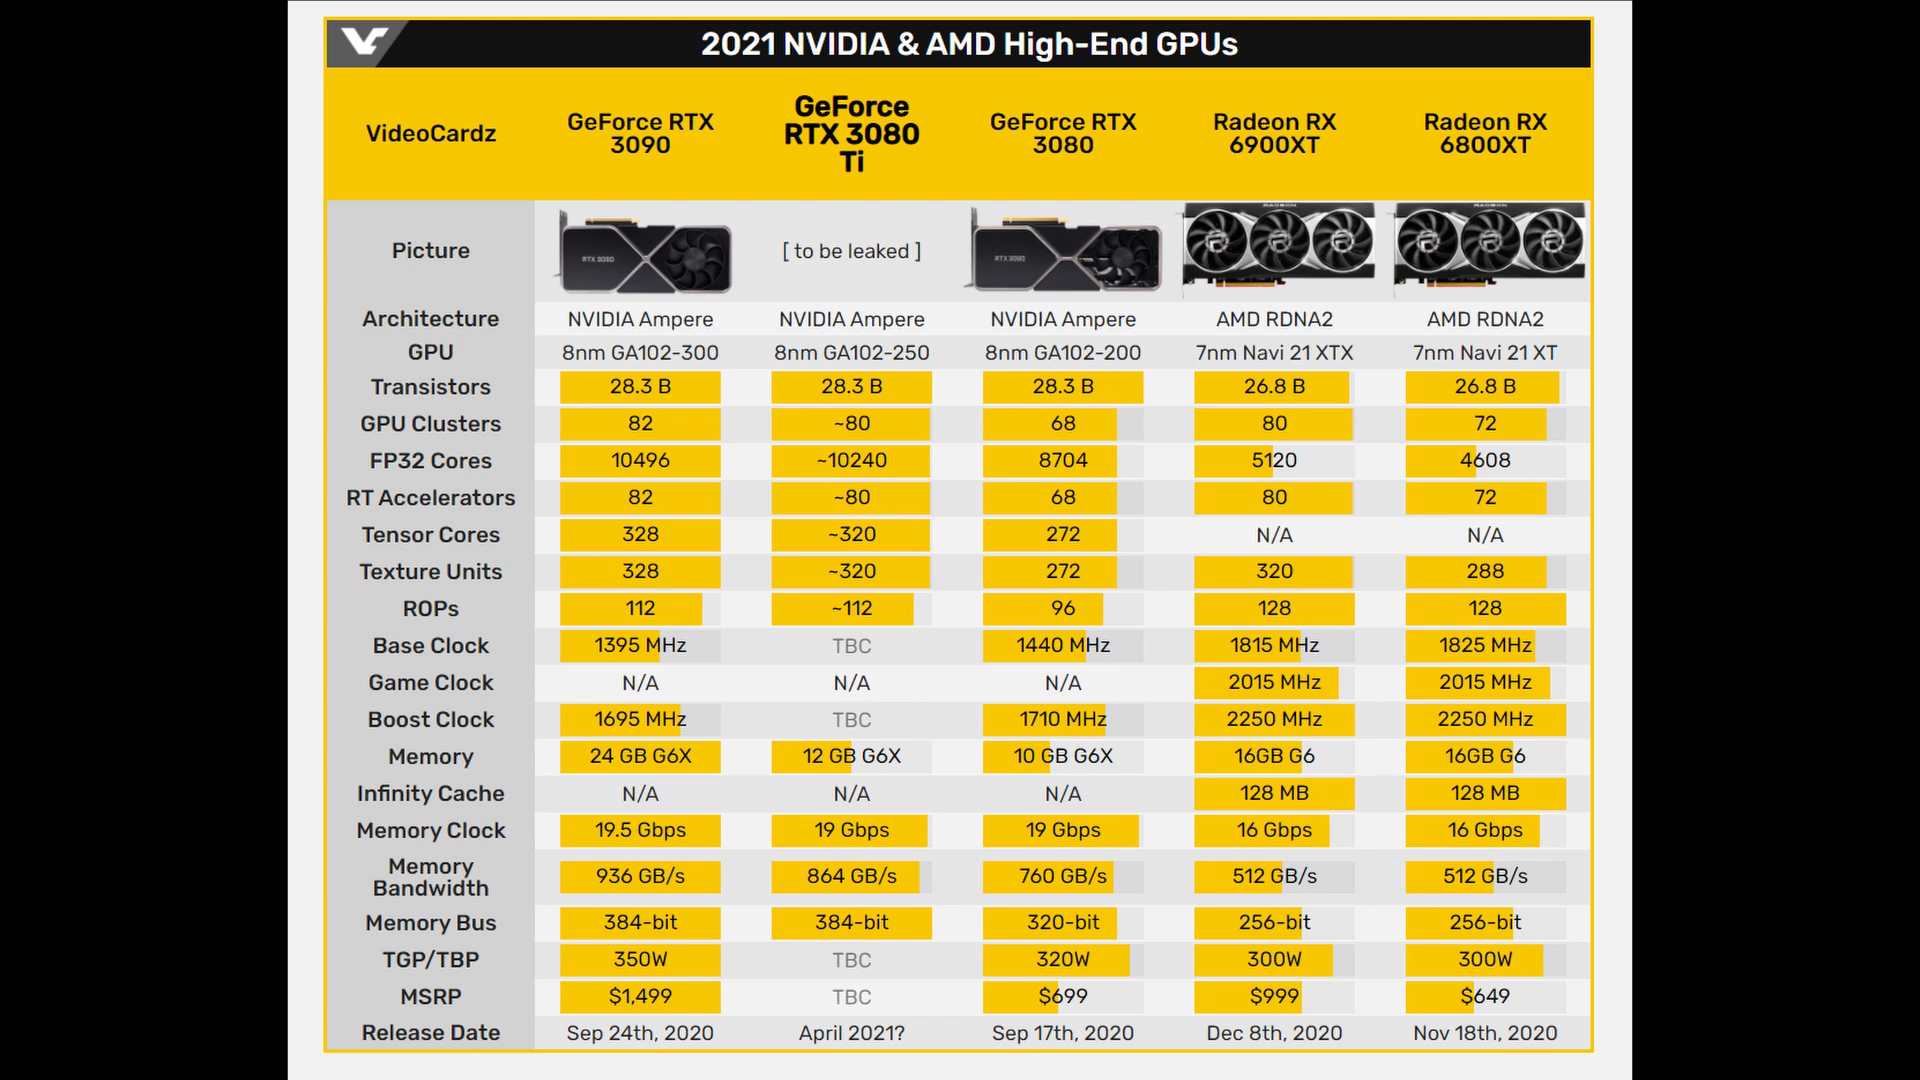 2021 NVIDIA & AMD High-End GPUs
VideoCardz
GeForce RTX
3090
GeForce
RTX 3080
Ti
GeForce RTX
3080
Radeon RX
6900XT
Radeon RX
6800XT
Picture
RTX 3090
[ to be leaked ]
RTX 3080
RADEON
RADEON
Architecture NVIDIA Ampere NVIDIA Ampere NVIDIA Ampere AMD RDNA2 AMD RDNA2
GPU 8nm GA102-300 8nm GA102-250 8nm GA102-200 7nm Navi 21 XTX 7nm Navi 21 XT
Transistors 28.3 B 28.3 B 28.3 B 26.8 B 26.8 B
GPU Clusters 82 ~80 68 80 72
FP32 Cores 10496 ~10240 8704 5120 4608
RT Accelerators 82 ~80 68 80 72
Tensor Cores 328 ~320 272 N/A N/A
Texture Units 328 ~320 272 320 288
ROPs 112 ~112 96 128 128
Base Clock 1395 MHz TBC 1440 MHz 1815 MHz 1825 MHz
Game Clock N/A N/A N/A 2015 MHz 2015 MHz
Boost Clock 1695 MHz TBC 1710 MHz 2250 MHz 2250 MHz
Memory 24 GB G6X 12 GB G6X 10 GB G6X 16GB G6 16GB G6
Infinity Cache N/A N/A N/A 128 MB 128 MB
Memory Clock 19.5 Gbps 19 Gbps 19 Gbps 16 Gbps 16 Gbps
Memory
Bandwidth 936 GB/s 864 GB/s 760 GB/s 512 GB/s 512 GB/s
Memory Bus 384-bit 384-bit 320-bit 256-bit 256-bit
TGP/TBP 350W TBC 320W 300W 300W
MSRP $1,499 TBC $699 $999 $649
Release Date Sep 24th, 2020 April 2021? Sep 17th, 2020 Dec 8th, 2020 Nov 18th, 2020